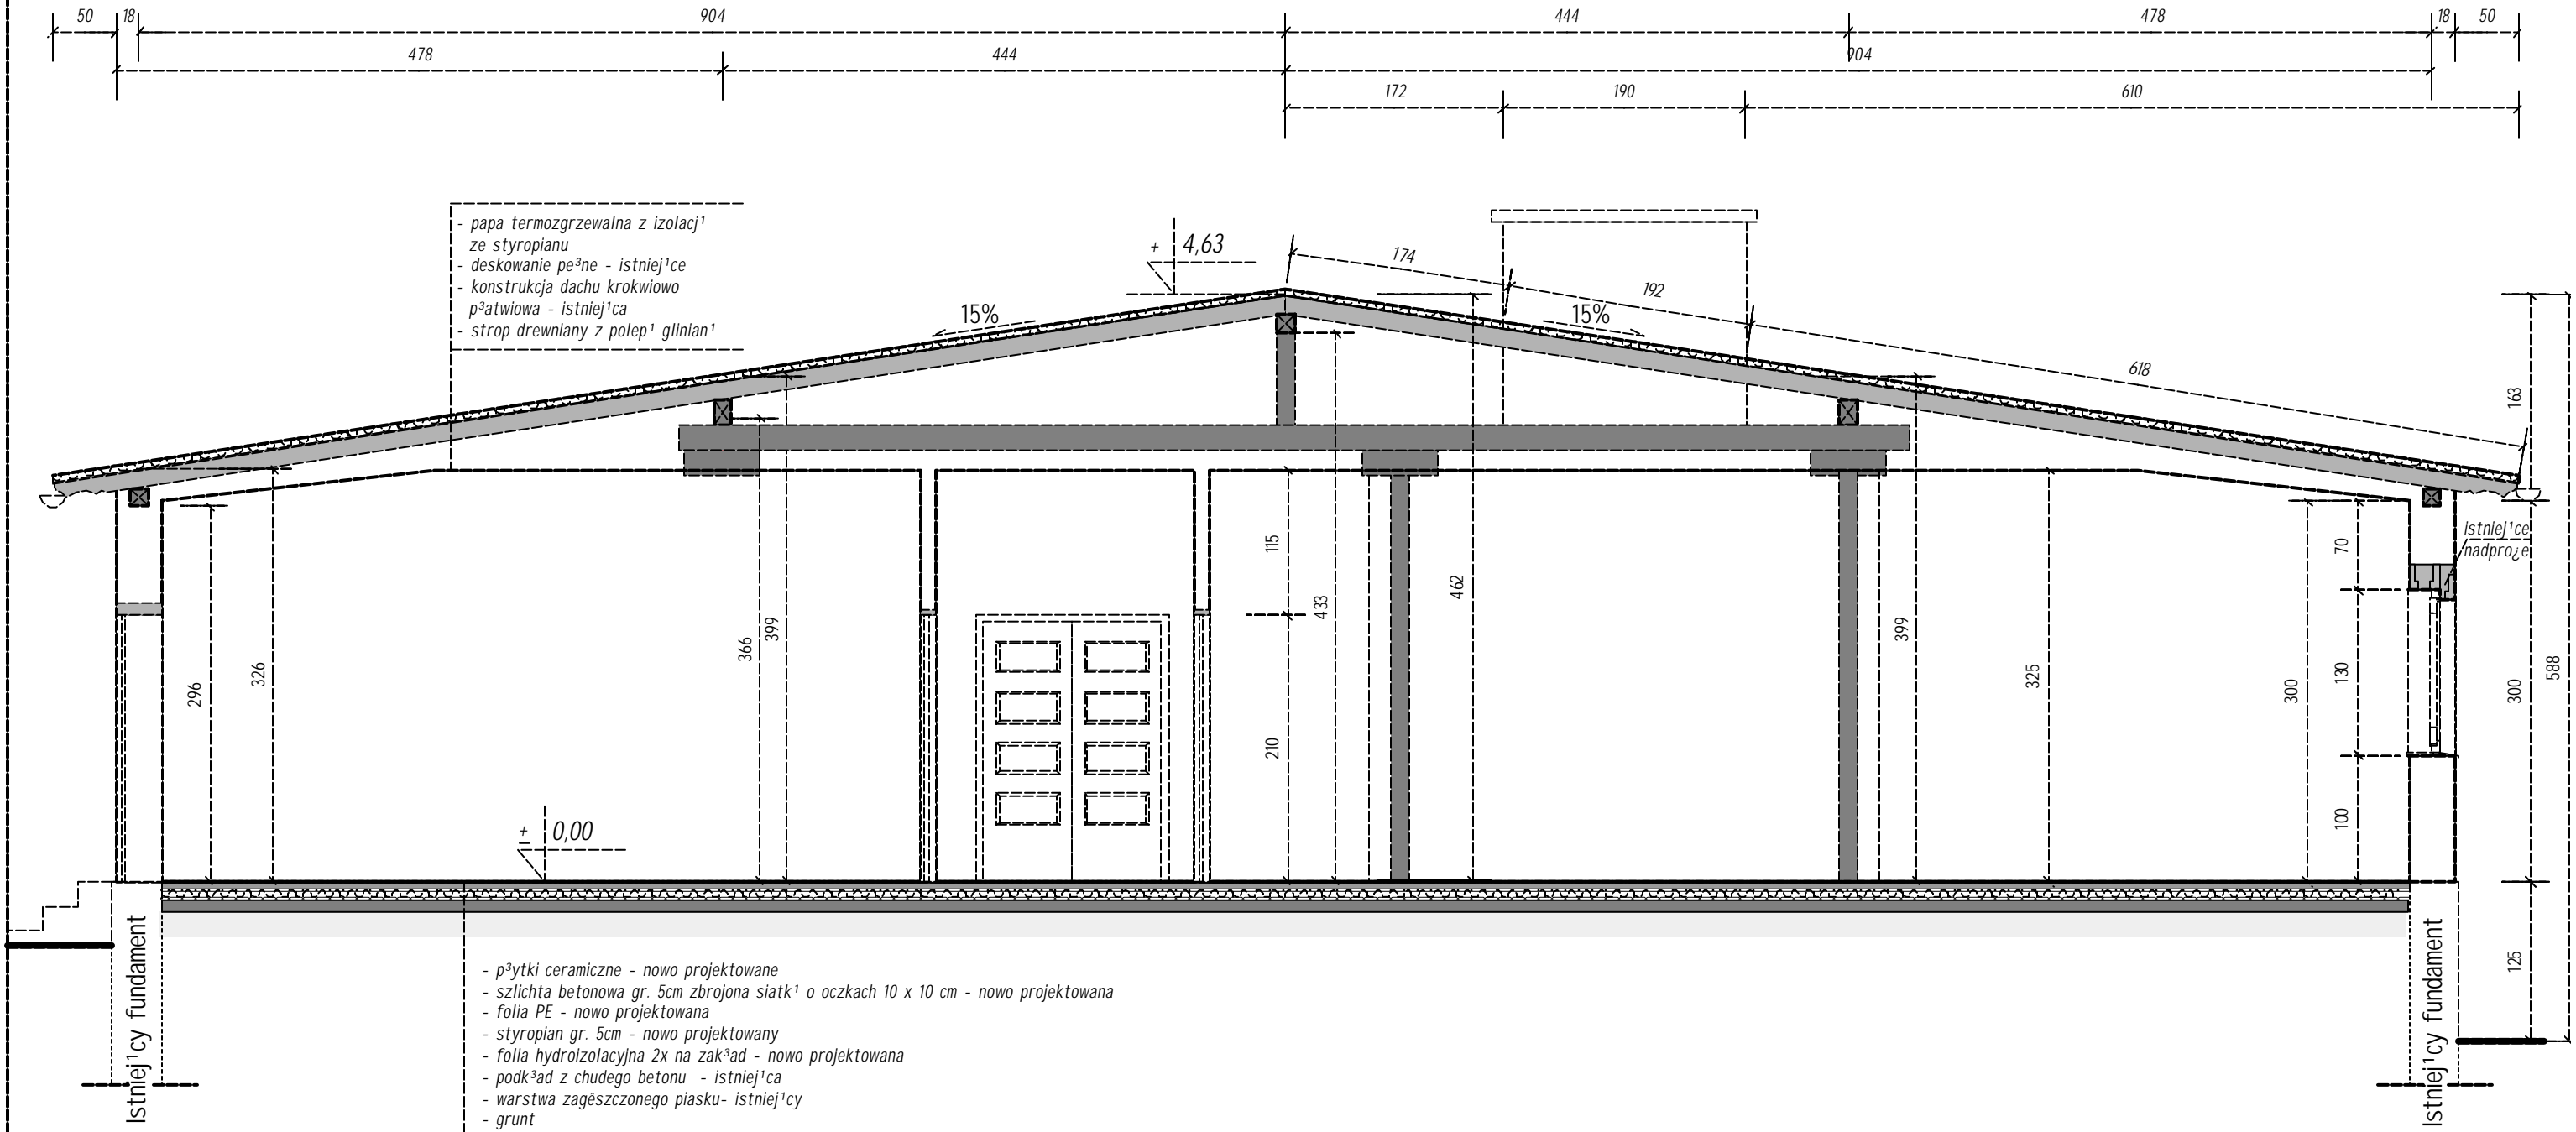 50 18 904 444 478 18 50
478 444 904
172 190 610
- papa termozgrzewalna z izolacj¹
ze styropianu
- deskowanie pe³ne - istniej¹ce
- konstrukcja dachu krokwiowo
p³atwiowa - istniej¹ca
- strop drewniany z polep¹ glinian¹
+ 4,63
174
192
618
15%
15%
163
istniej¹ce
nadpro¿e
296
326
366
399
115
210
433
462
399
325
300
70
130
100
300
588
125
± 0,00
Istniej¹cy fundament
Istniej¹cy fundament
- p³ytki ceramiczne - nowo projektowane
- szlichta betonowa gr. 5cm zbrojona siatk¹ o oczkach 10 x 10 cm - nowo projektowana
- folia PE - nowo projektowana
- styropian gr. 5cm - nowo projektowany
- folia hydroizolacyjna 2x na zak³ad - nowo projektowana
- podk³ad z chudego betonu - istniej¹ca
- warstwa zagêszczonego piasku- istniej¹cy
- grunt